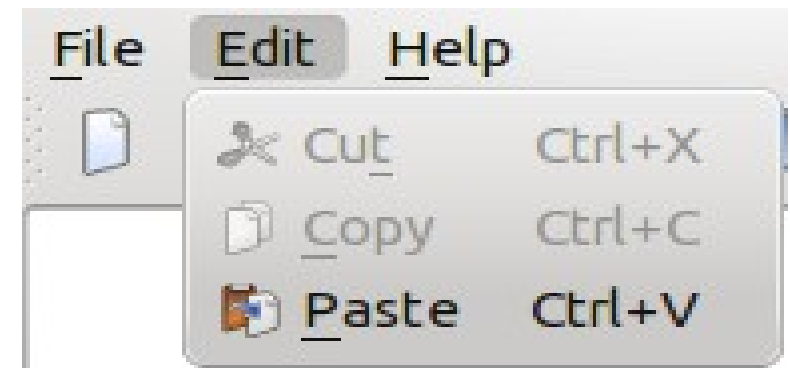 File Edit Help
Cut Ctrl+X
Copy Ctrl+C
Paste Ctrl+V